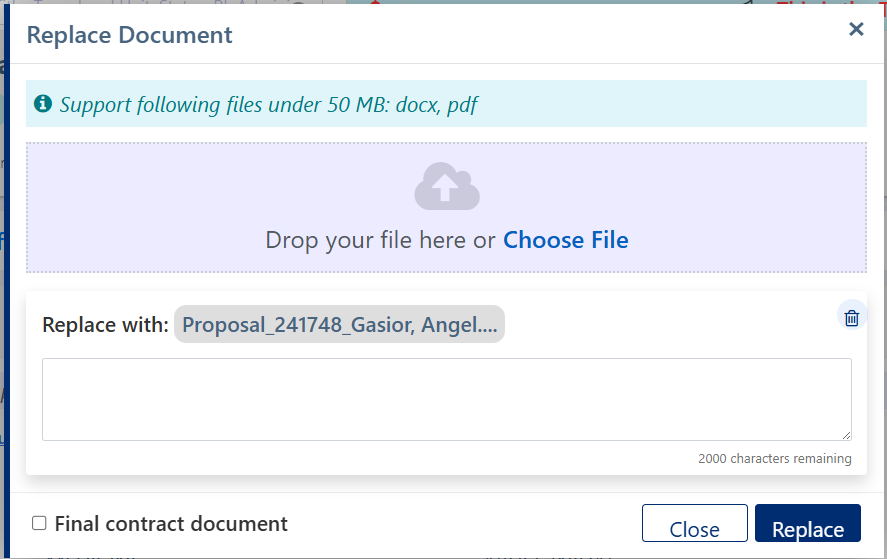 Replace Document
Support following files under 50 MB: docx, pdf
Drop your file here or Choose File
Replace with: Proposal_241748_Gasior, Angel....
2000 characters remaining
Final contract document
Close
Replace